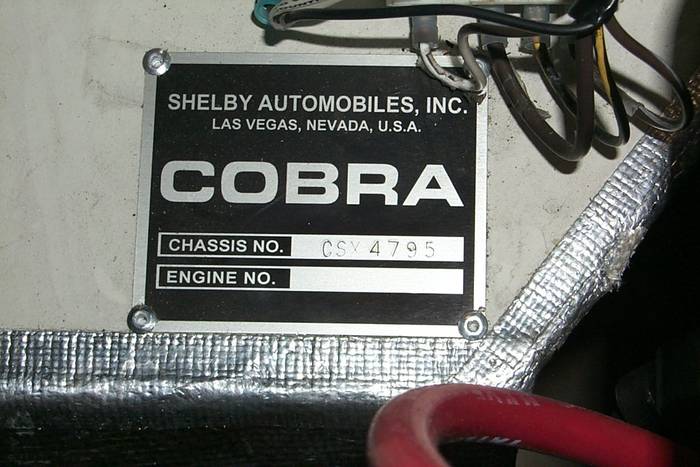 SHELBY AUTOMOBILES, INC.
LAS VEGAS, NEVADA, U.S.A.
COBRA
CHASSIS NO. CSX4795
ENGINE NO.